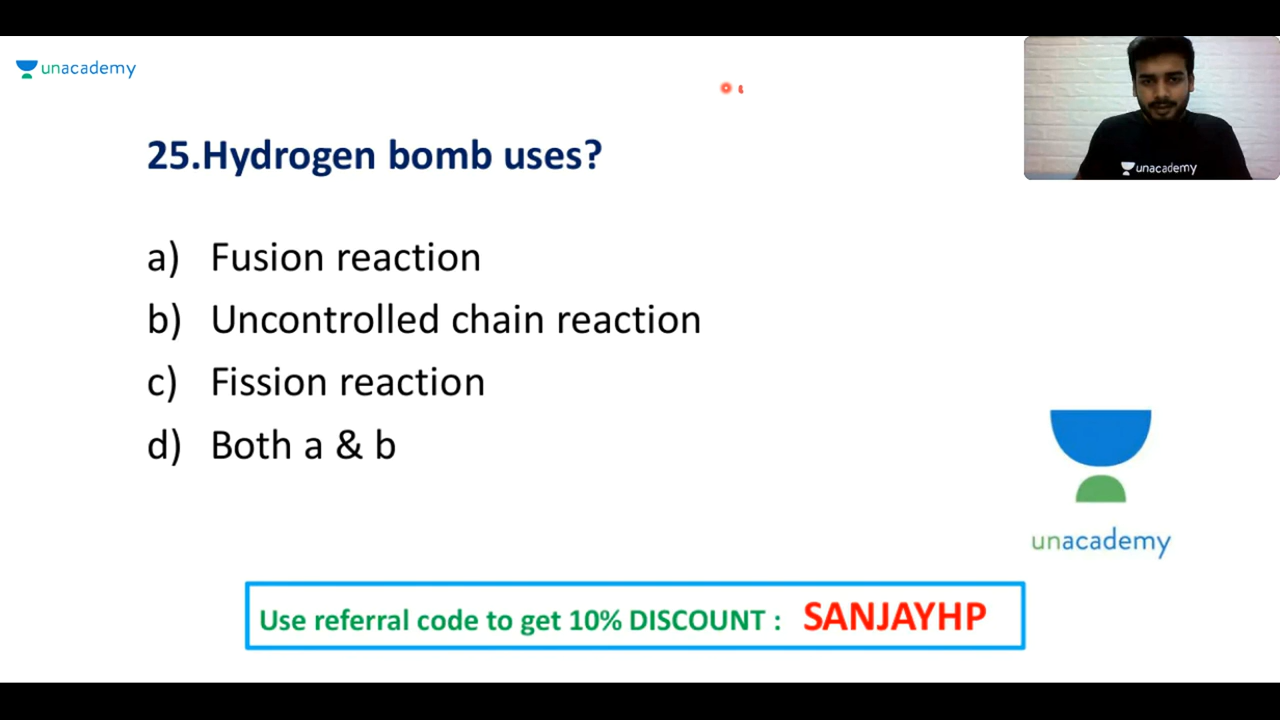 unacademy
25.Hydrogen bomb uses?
unacademy
a) Fusion reaction
b) Uncontrolled chain reaction
c) Fission reaction
d) Both a & b
unacademy
Use referral code to get 10% DISCOUNT : SANJAYHP